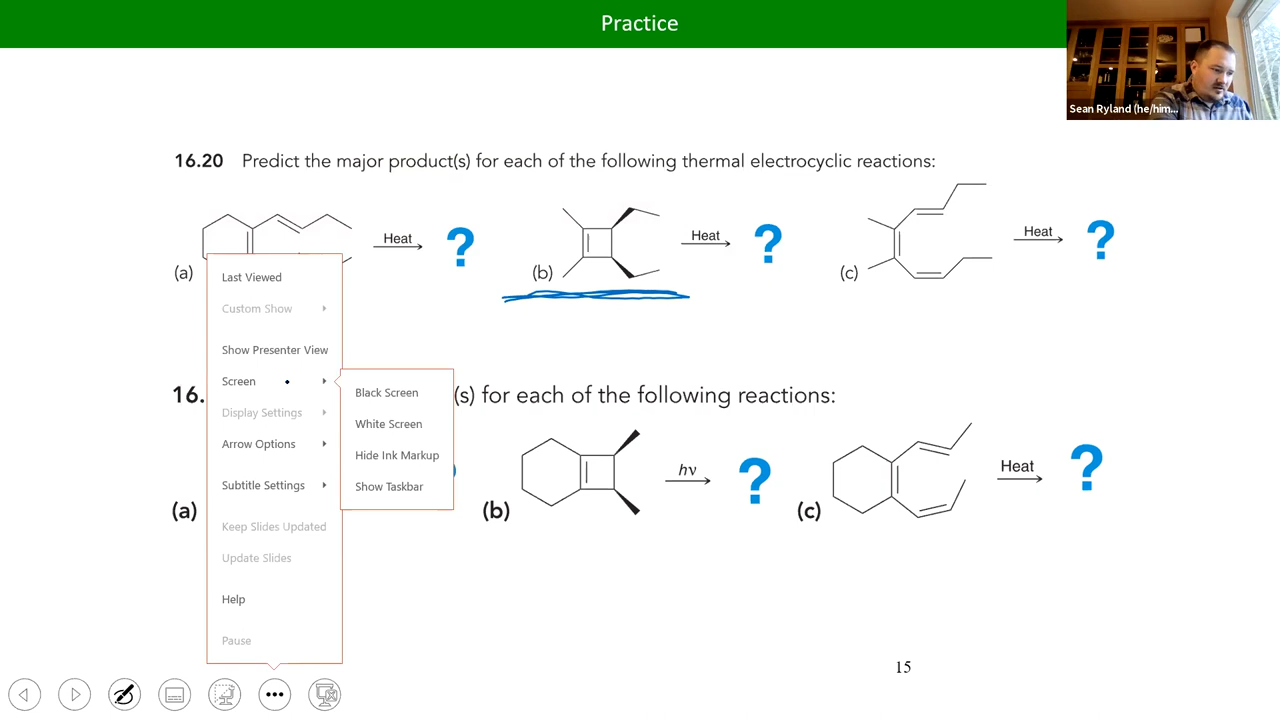 Practice
Sean Ryland (he/him...
16.20 Predict the major product(s) for each of the following thermal electrocyclic reactions:
(a) Heat ?
(b) Heat ?
(c) Heat ?
Last Viewed
Custom Show
Show Presenter View
Screen
Display Settings
Arrow Options
Subtitle Settings
Keep Slides Updated
Update Slides
Help
Pause
Black Screen
White Screen
Hide Ink Markup
Show Taskbar
16. (s) for each of the following reactions:
(a)
(b) hν ?
(c) Heat ?
15